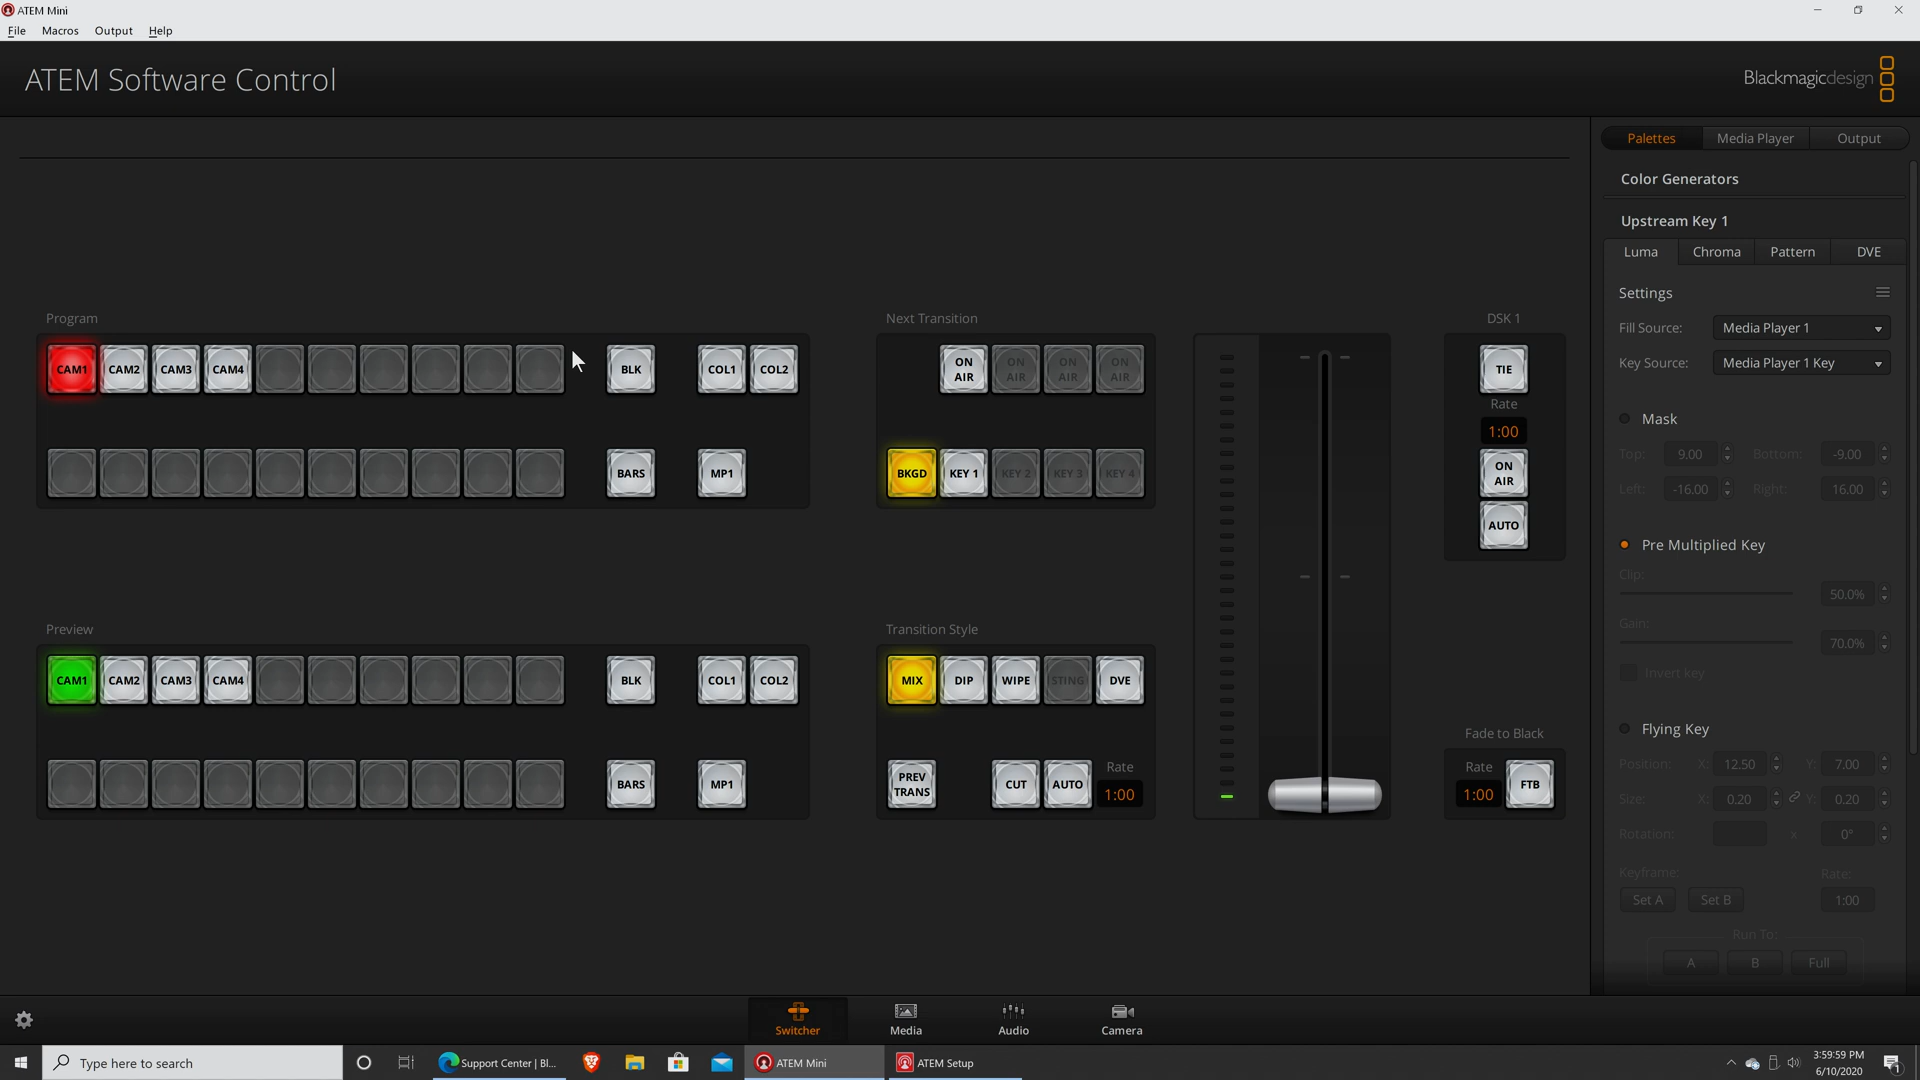 ATEM Mini
File Macros Output Help
ATEM Software Control
Blackmagicdesign
Palettes Media Player Output
Color Generators
Upstream Key 1
Luma Chroma Pattern DVE
Settings
Fill Source: Media Player 1
Key Source: Media Player 1 Key
Mask
Top: 9.00 Bottom: -9.00
Left: -16.00 Right: 16.00
Pre Multiplied Key
Clip:
50.0%
Gain:
70.0%
Invert key
Flying Key
Position: X: 12.50 Y: 7.00
Size: X: 0.20 Y: 0.20
Rotation: x 0°
Keyframe: Rate:
Set A Set B 1:00
Run To:
A B Full
Program
CAM1 CAM2 CAM3 CAM4 BLK COL1 COL2
BARS MP1
Next Transition
ON AIR ON AIR ON AIR ON AIR
BKGD KEY 1 KEY 2 KEY 3 KEY 4
DSK 1
TIE
Rate
1:00
ON AIR
AUTO
Preview
CAM1 CAM2 CAM3 CAM4 BLK COL1 COL2
BARS MP1
Transition Style
MIX DIP WIPE STING DVE
PREV TRANS CUT AUTO Rate 1:00
Fade to Black
Rate
1:00 FTB
Switcher Media Audio Camera
Type here to search
Support Center | Bl...
ATEM Mini
ATEM Setup
3:59:59 PM
6/10/2020
1